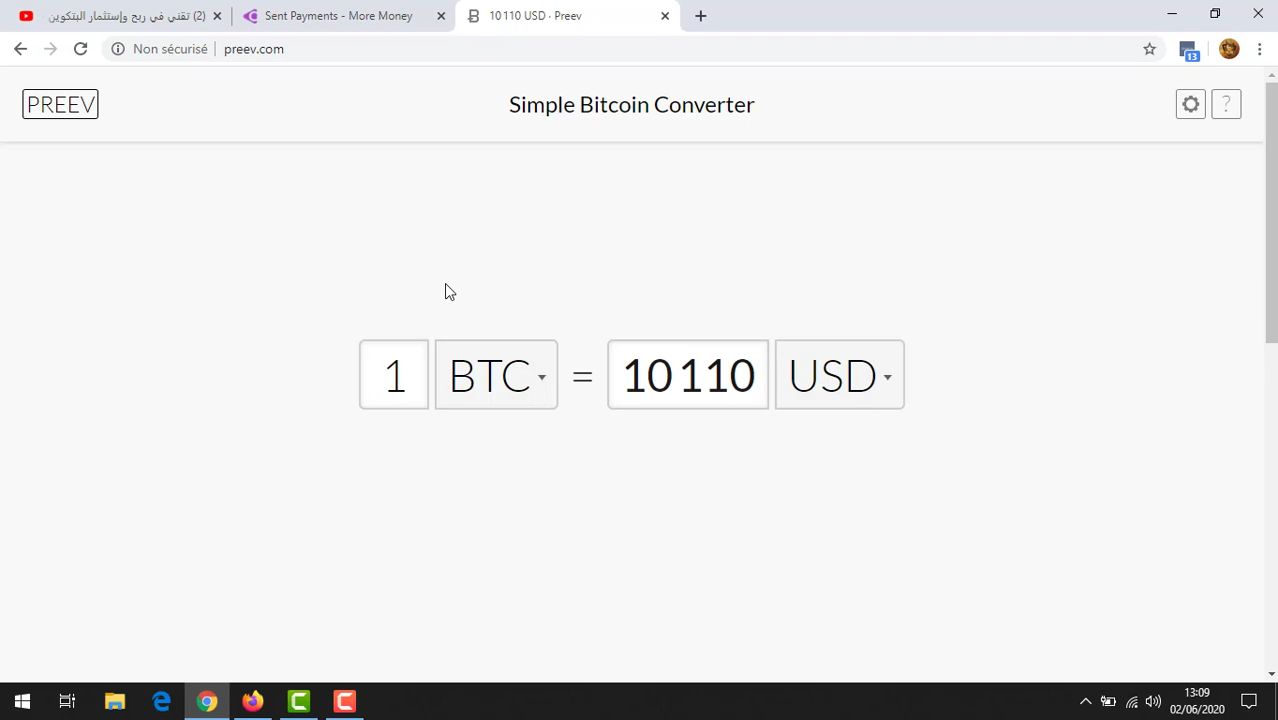 (2) تقني في ربح وإستثمار البتكوين
Sent Payments - More Money
10 110 USD · Preev
Non sécurisé
preev.com
13
PREEV
Simple Bitcoin Converter
?
1 BTC = 10 110 USD
13:09
02/06/2020